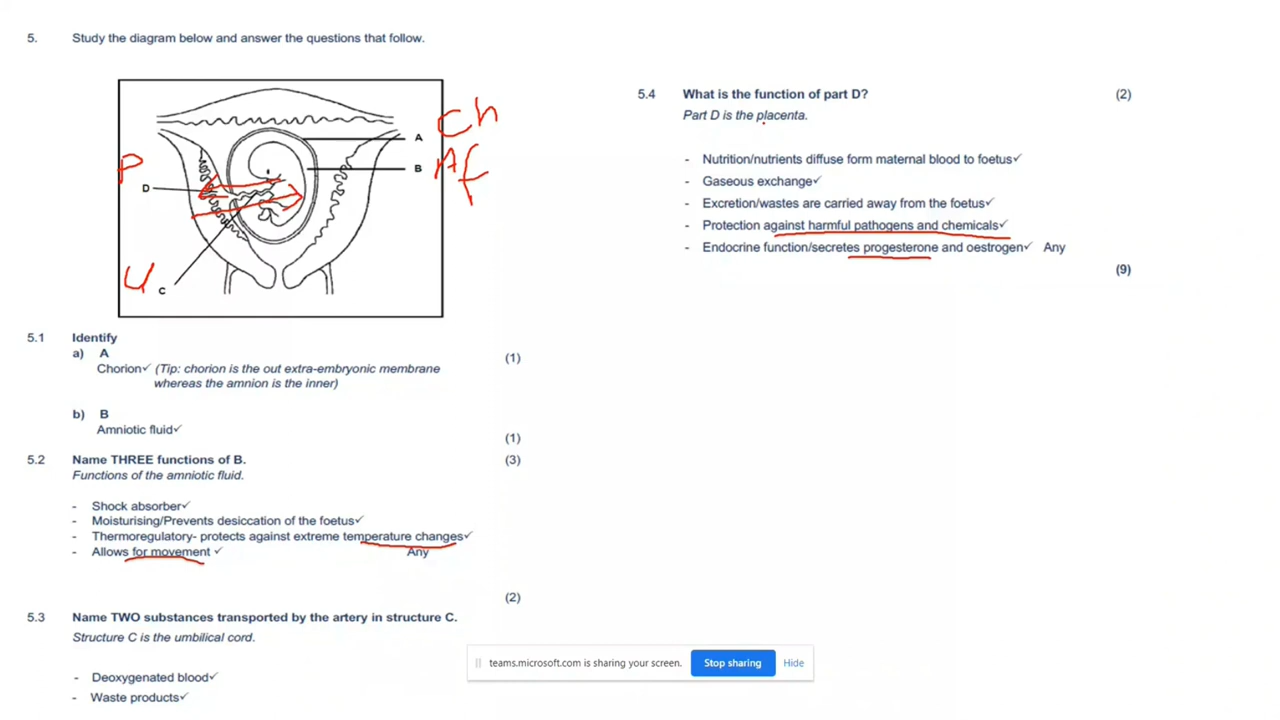 5. Study the diagram below and answer the questions that follow.
A Ch
B Af
P
D
U
C
5.1 Identify
a) A
(1)
Chorion✓ (Tip: chorion is the out extra-embryonic membrane
whereas the amnion is the inner)
b) B
Amniotic fluid✓
(1)
5.2 Name THREE functions of B. (3)
Functions of the amniotic fluid.
- Shock absorber✓
- Moisturising/Prevents desiccation of the foetus✓
- Thermoregulatory- protects against extreme temperature changes✓
- Allows for movement ✓ Any
(2)
5.3 Name TWO substances transported by the artery in structure C.
Structure C is the umbilical cord.
- Deoxygenated blood✓
- Waste products✓
5.4 What is the function of part D? (2)
Part D is the placenta.
- Nutrition/nutrients diffuse form maternal blood to foetus✓
- Gaseous exchange✓
- Excretion/wastes are carried away from the foetus✓
- Protection against harmful pathogens and chemicals✓
- Endocrine function/secretes progesterone and oestrogen✓ Any
(9)
teams.microsoft.com is sharing your screen. Stop sharing Hide